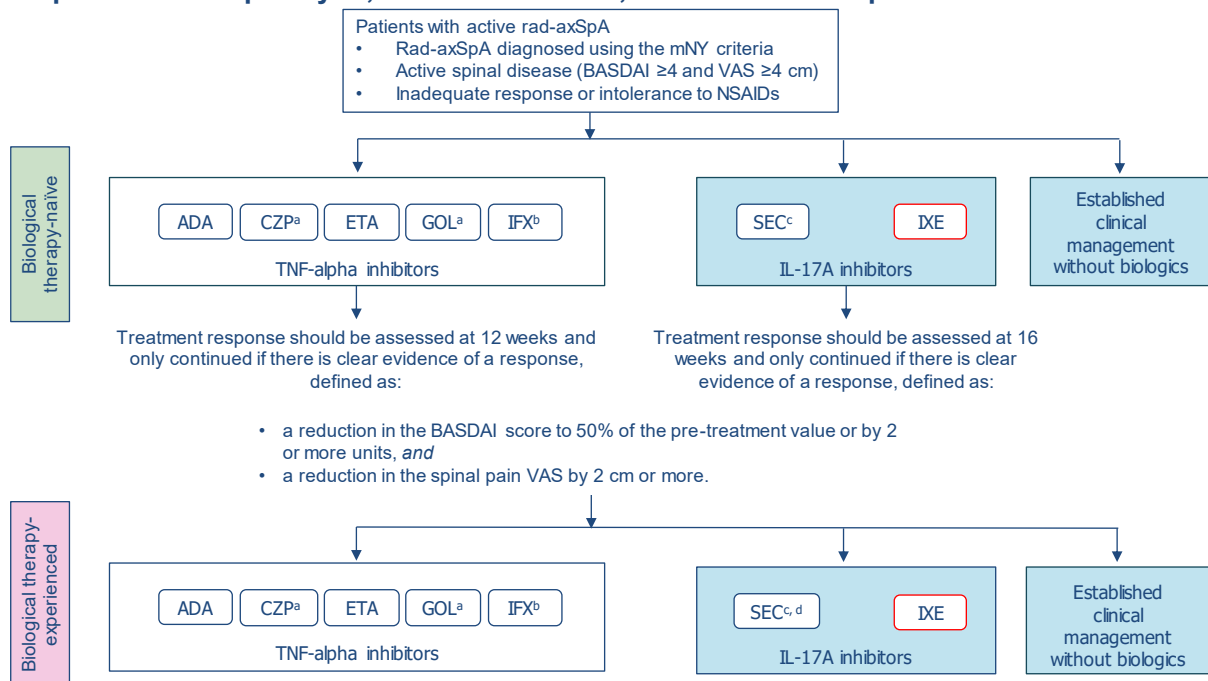 Patients with active rad-axSpA
• Rad-axSpA diagnosed using the mNY criteria
• Active spinal disease (BASDAI ≥4 and VAS ≥4 cm)
• Inadequate response or intolerance to NSAIDs
Biological
therapy-naïve
ADA
CZPᵃ
ETA
GOLᵃ
IFXᵇ
TNF-alpha inhibitors
SECᶜ
IXE
IL-17A inhibitors
Established
clinical
management
without biologics
Treatment response should be assessed at 12 weeks and
only continued if there is clear evidence of a response,
defined as:
Treatment response should be assessed at 16
weeks and only continued if there is clear
evidence of a response, defined as:
• a reduction in the BASDAI score to 50% of the pre-treatment value or by 2
or more units, and
• a reduction in the spinal pain VAS by 2 cm or more.
Biological therapy-
experienced
ADA
CZPᵃ
ETA
GOLᵃ
IFXᵇ
TNF-alpha inhibitors
SECᶜ, ᵈ
IXE
IL-17A inhibitors
Established
clinical
management
without biologics